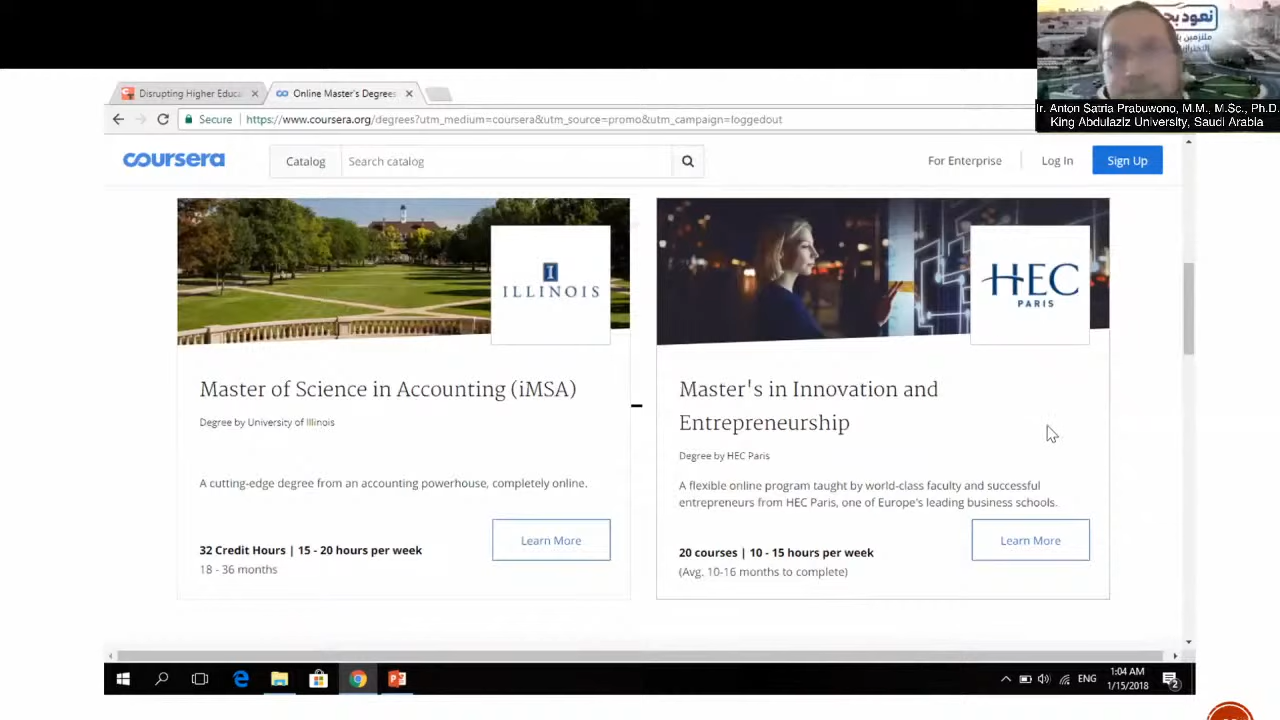 نعود بح
ملتزمين
Ir. Anton Satria Prabuwono, M.M., M.Sc., Ph.D
King Abdulaziz University, Saudi Arabia
Disrupting Higher Educa
Online Master's Degrees
Secure
https://www.coursera.org/degrees?utm_medium=coursera&utm_source=promo&utm_campaign=loggedout
coursera
Catalog
Search catalog
For Enterprise
Log In
Sign Up
I
ILLINOIS
HEC
PARIS
Master of Science in Accounting (iMSA)
Degree by University of Illinois
A cutting-edge degree from an accounting powerhouse, completely online.
32 Credit Hours | 15 - 20 hours per week
18 - 36 months
Learn More
Master's in Innovation and
Entrepreneurship
Degree by HEC Paris
A flexible online program taught by world-class faculty and successful
entrepreneurs from HEC Paris, one of Europe's leading business schools.
20 courses | 10 - 15 hours per week
(Avg. 10-16 months to complete)
Learn More
ENG
1:04 AM
1/15/2018
2